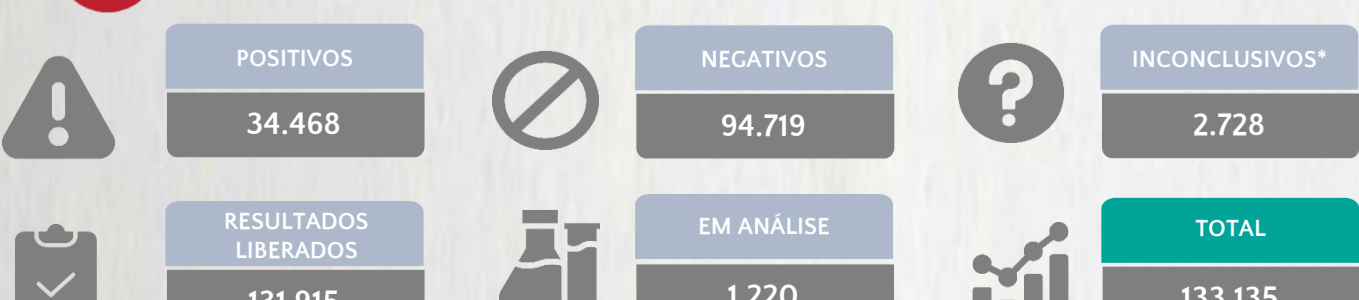 POSITIVOS
34.468
NEGATIVOS
94.719
INCONCLUSIVOS*
2.728
RESULTADOS
LIBERADOS
131.915
EM ANÁLISE
1.220
TOTAL
133.135